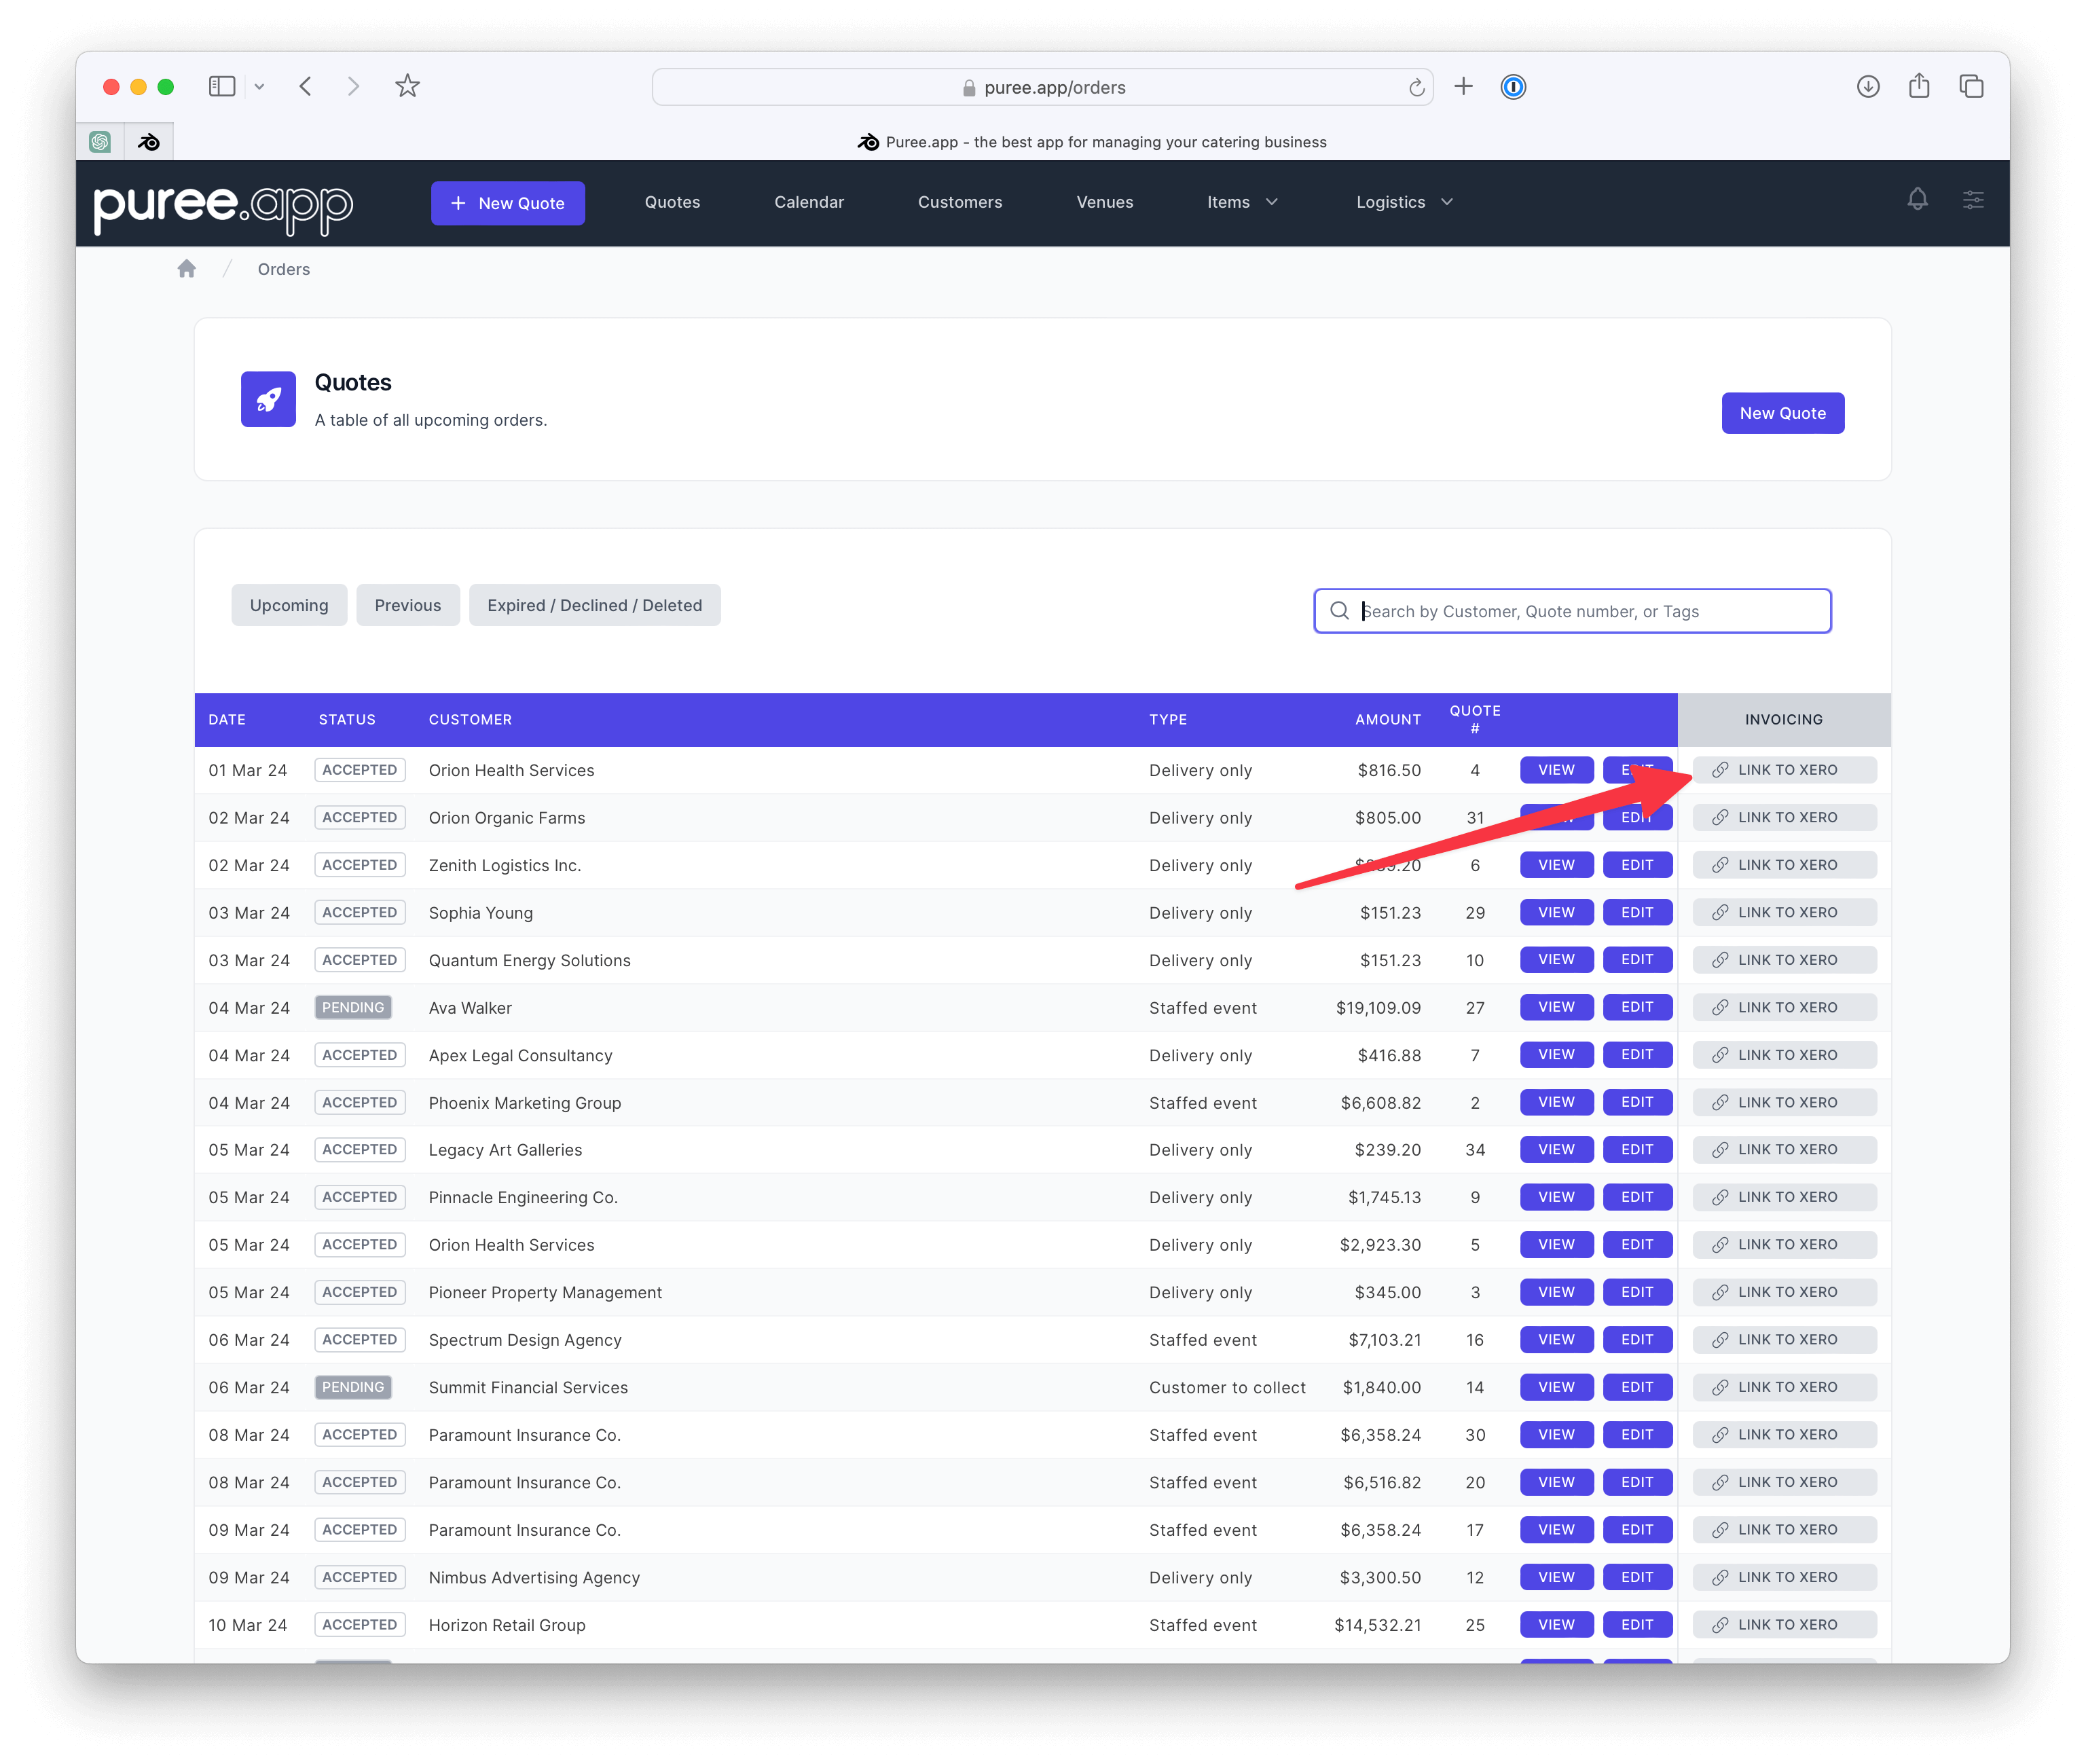 puree.app/orders
Puree.app - the best app for managing your catering business
puree.app + New Quote Quotes Calendar Customers Venues Items Logistics
/ Orders
Quotes
A table of all upcoming orders.
New Quote
Upcoming Previous Expired / Declined / Deleted Search by Customer, Quote number, or Tags
DATE STATUS CUSTOMER TYPE AMOUNT QUOTE # INVOICING
01 Mar 24 ACCEPTED Orion Health Services Delivery only $816.50 4 VIEW EDIT LINK TO XERO
02 Mar 24 ACCEPTED Orion Organic Farms Delivery only $805.00 31 EDIT LINK TO XERO
02 Mar 24 ACCEPTED Zenith Logistics Inc. Delivery only 6 VIEW EDIT LINK TO XERO
03 Mar 24 ACCEPTED Sophia Young Delivery only $151.23 29 VIEW EDIT LINK TO XERO
03 Mar 24 ACCEPTED Quantum Energy Solutions Delivery only $151.23 10 VIEW EDIT LINK TO XERO
04 Mar 24 PENDING Ava Walker Staffed event $19,109.09 27 VIEW EDIT LINK TO XERO
04 Mar 24 ACCEPTED Apex Legal Consultancy Delivery only $416.88 7 VIEW EDIT LINK TO XERO
04 Mar 24 ACCEPTED Phoenix Marketing Group Staffed event $6,608.82 2 VIEW EDIT LINK TO XERO
05 Mar 24 ACCEPTED Legacy Art Galleries Delivery only $239.20 34 VIEW EDIT LINK TO XERO
05 Mar 24 ACCEPTED Pinnacle Engineering Co. Delivery only $1,745.13 9 VIEW EDIT LINK TO XERO
05 Mar 24 ACCEPTED Orion Health Services Delivery only $2,923.30 5 VIEW EDIT LINK TO XERO
05 Mar 24 ACCEPTED Pioneer Property Management Delivery only $345.00 3 VIEW EDIT LINK TO XERO
06 Mar 24 ACCEPTED Spectrum Design Agency Staffed event $7,103.21 16 VIEW EDIT LINK TO XERO
06 Mar 24 PENDING Summit Financial Services Customer to collect $1,840.00 14 VIEW EDIT LINK TO XERO
08 Mar 24 ACCEPTED Paramount Insurance Co. Staffed event $6,358.24 30 VIEW EDIT LINK TO XERO
08 Mar 24 ACCEPTED Paramount Insurance Co. Staffed event $6,516.82 20 VIEW EDIT LINK TO XERO
09 Mar 24 ACCEPTED Paramount Insurance Co. Staffed event $6,358.24 17 VIEW EDIT LINK TO XERO
09 Mar 24 ACCEPTED Nimbus Advertising Agency Delivery only $3,300.50 12 VIEW EDIT LINK TO XERO
10 Mar 24 ACCEPTED Horizon Retail Group Staffed event $14,532.21 25 VIEW EDIT LINK TO XERO